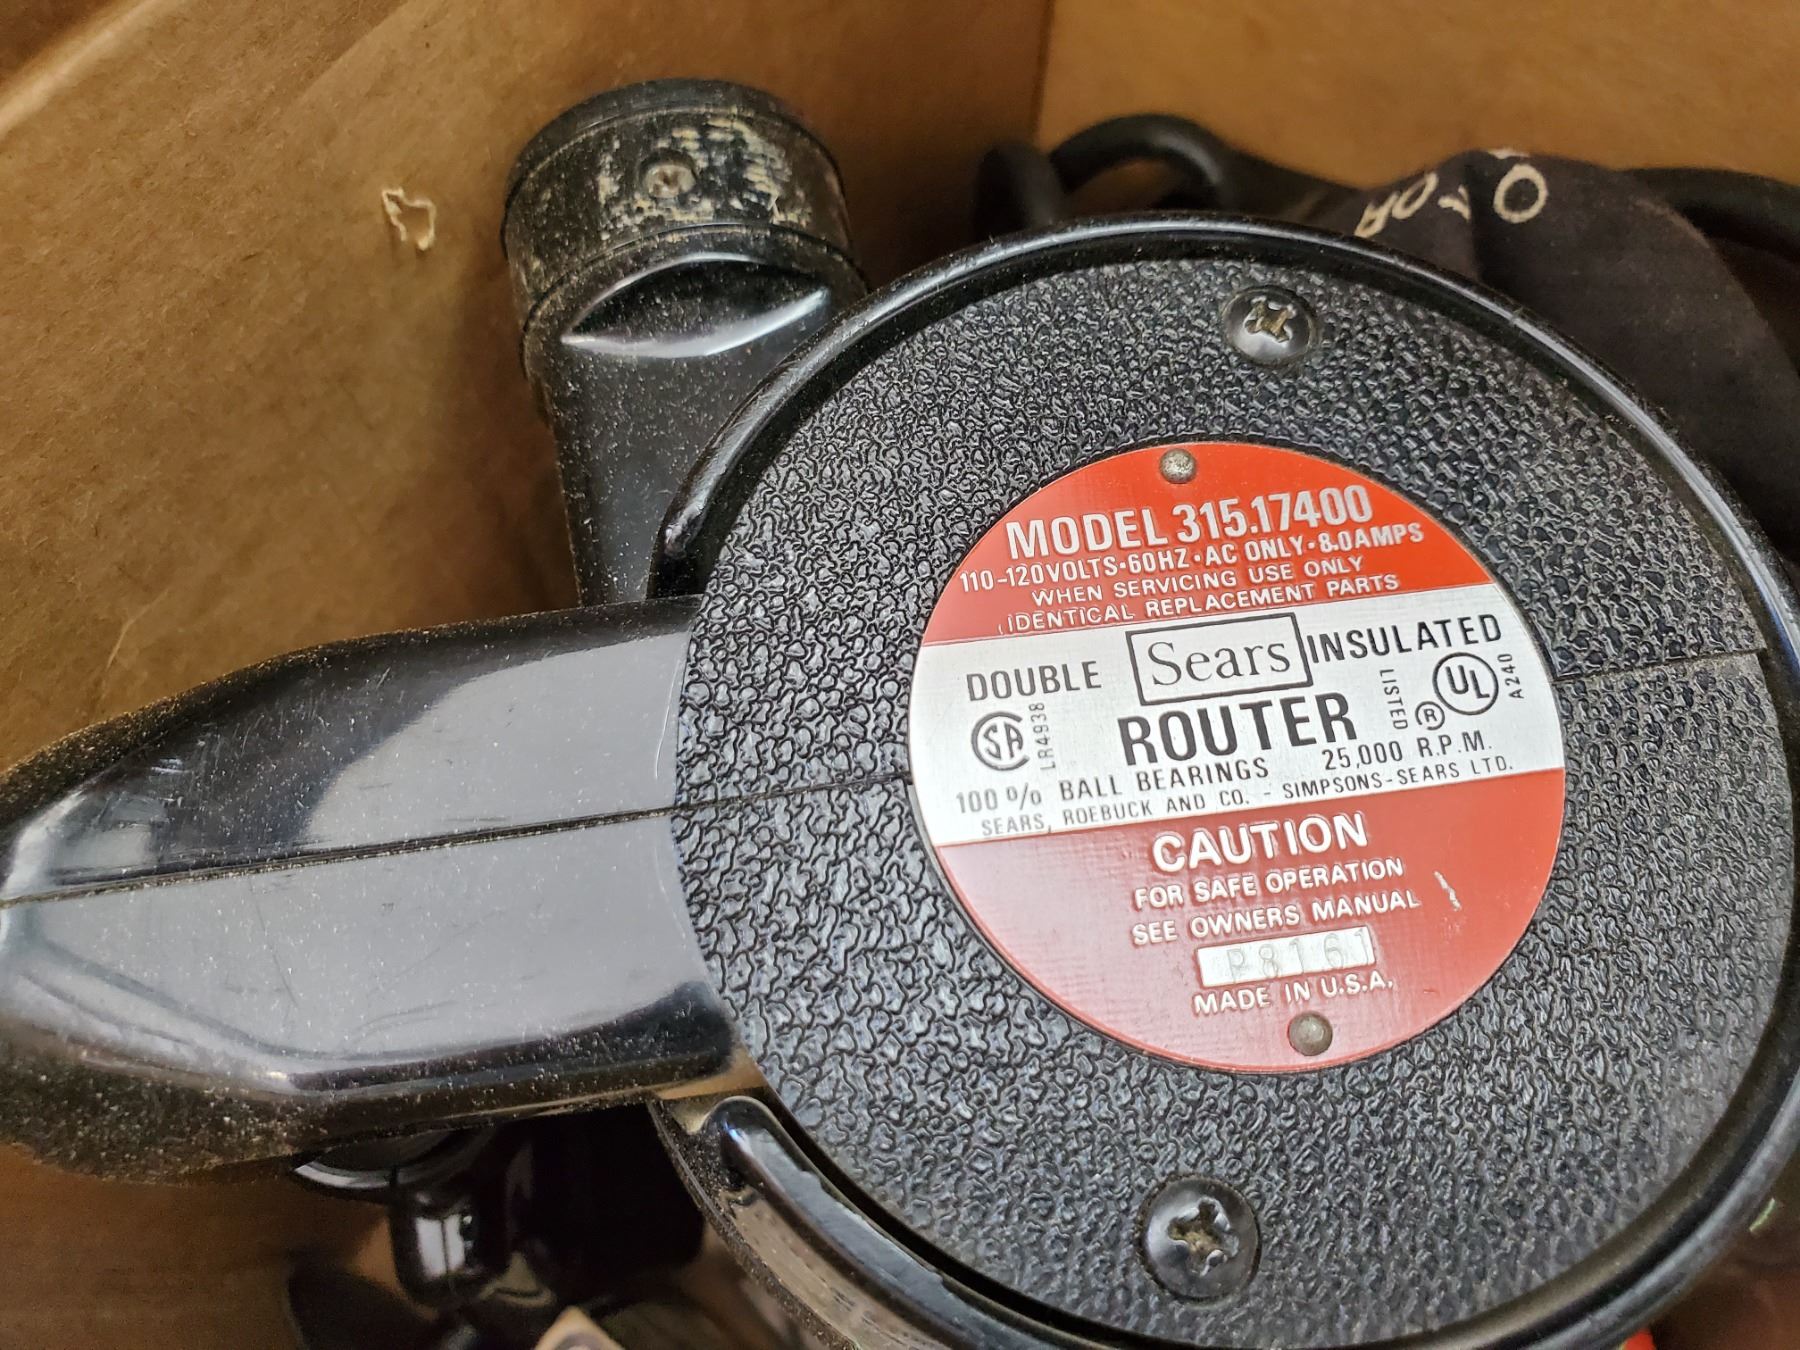 MODEL 315.17400
110-120VOLTS•60HZ•AC ONLY•8.0AMPS
WHEN SERVICING USE ONLY
IDENTICAL REPLACEMENT PARTS
DOUBLE Sears INSULATED
SA LR4938 ROUTER LISTED UL ® A240
100% BALL BEARINGS 25,000 R.P.M.
SEARS, ROEBUCK AND CO. - SIMPSONS-SEARS LTD.
CAUTION
FOR SAFE OPERATION
SEE OWNERS MANUAL
P8161
MADE IN U.S.A.